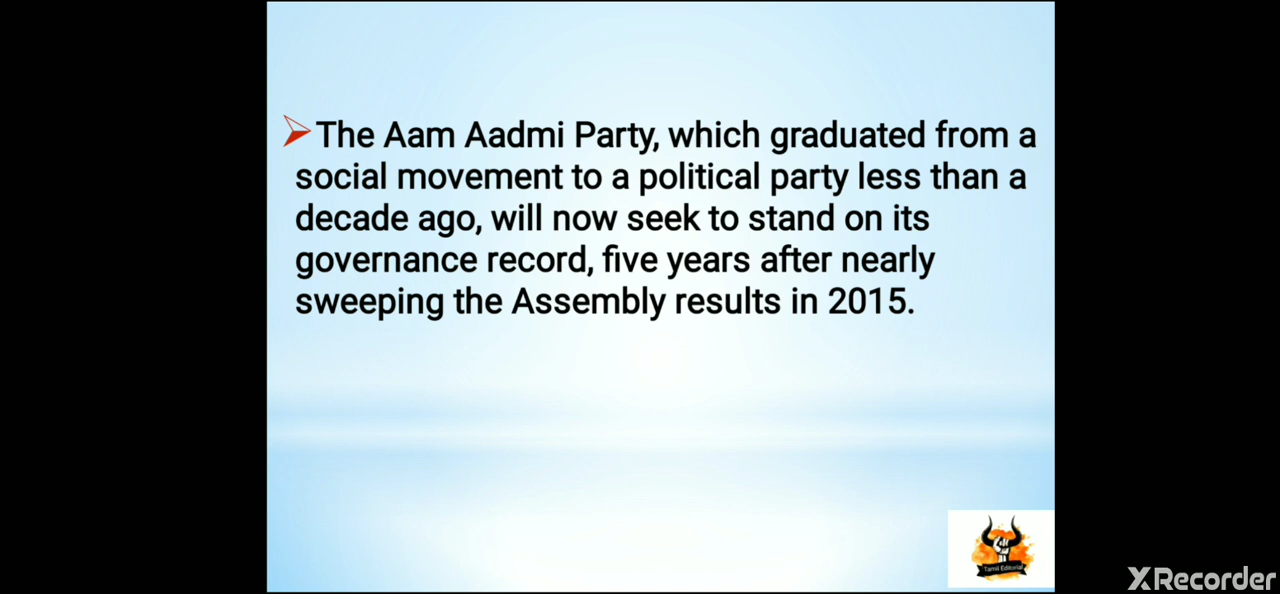 The Aam Aadmi Party, which graduated from a
social movement to a political party less than a
decade ago, will now seek to stand on its
governance record, five years after nearly
sweeping the Assembly results in 2015.
Tamil Editorial
XRecorder